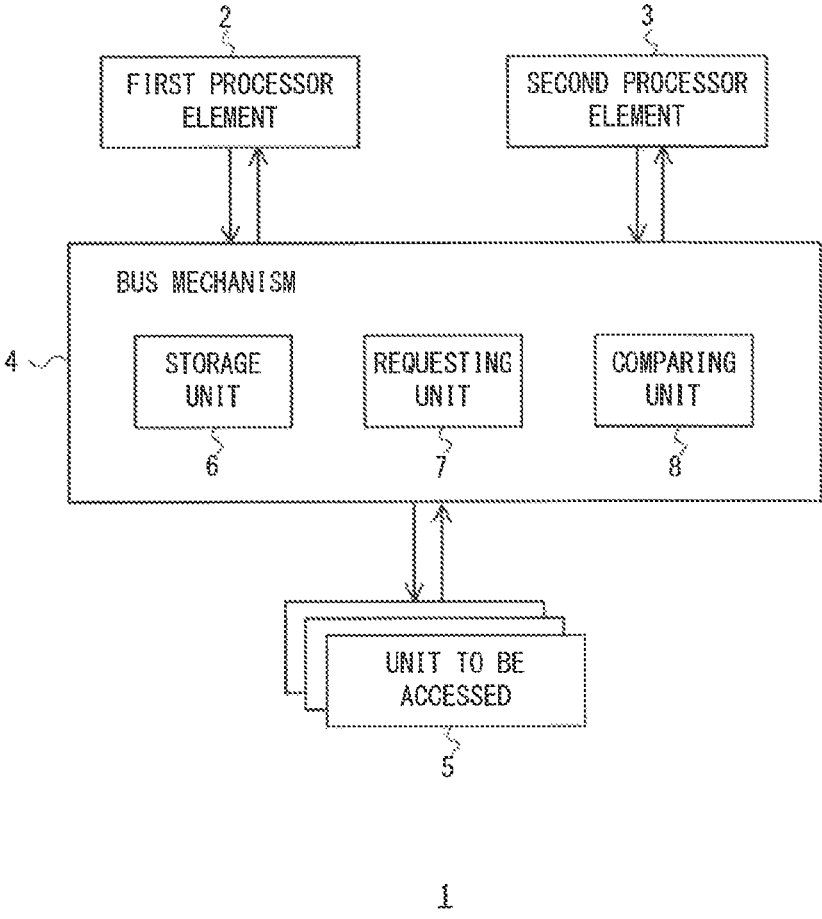 2
3
FIRST PROCESSOR
ELEMENT
SECOND PROCESSOR
ELEMENT
BUS MECHANISM
4
STORAGE
UNIT
REQUESTING
UNIT
COMPARING
UNIT
6
7
8
UNIT TO BE
ACCESSED
5
1